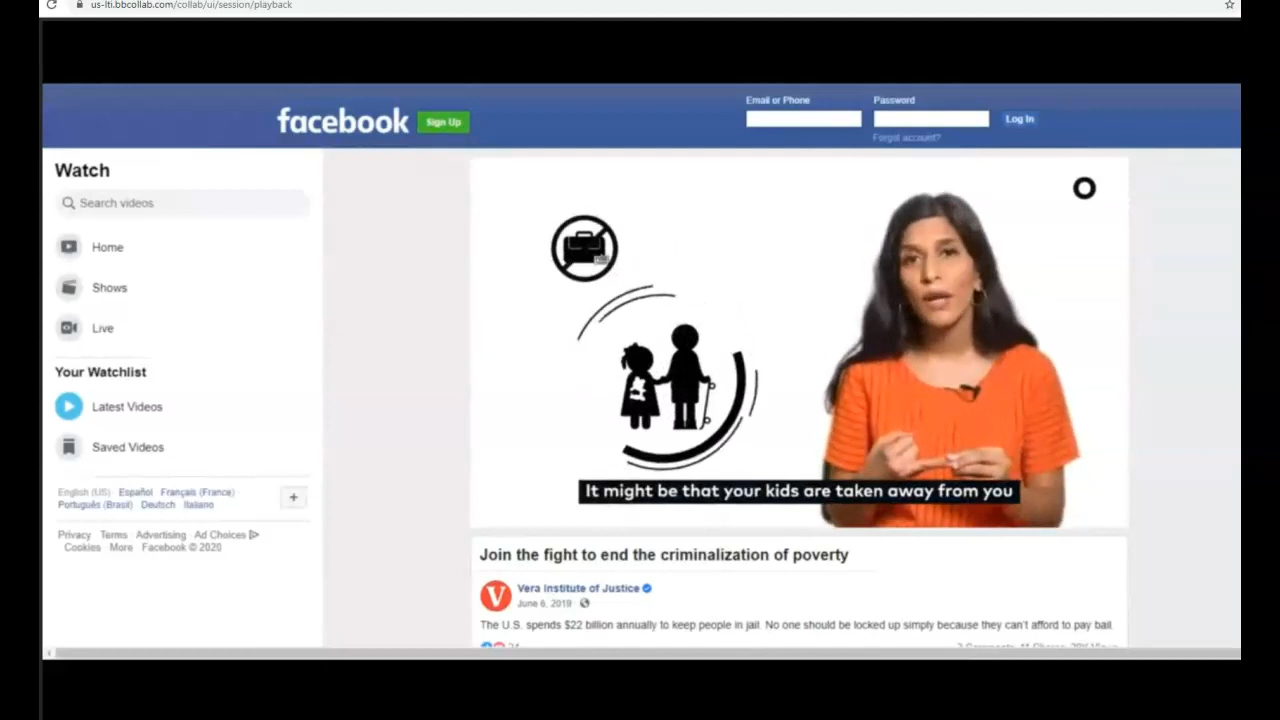 us-lti.bbcollab.com/collab/ui/session/playback
Email or Phone Password
facebook Sign Up Log In
Forgot account?
Watch
Search videos
Home
Shows
Live
Your Watchlist
Latest Videos
Saved Videos
English (US) Español Français (France)
Português (Brasil) Deutsch Italiano
+
Privacy Terms Advertising Ad Choices
Cookies More Facebook © 2020
It might be that your kids are taken away from you
Join the fight to end the criminalization of poverty
V
Vera Institute of Justice
June 6, 2019
The U.S. spends $22 billion annually to keep people in jail. No one should be locked up simply because they can't afford to pay bail.